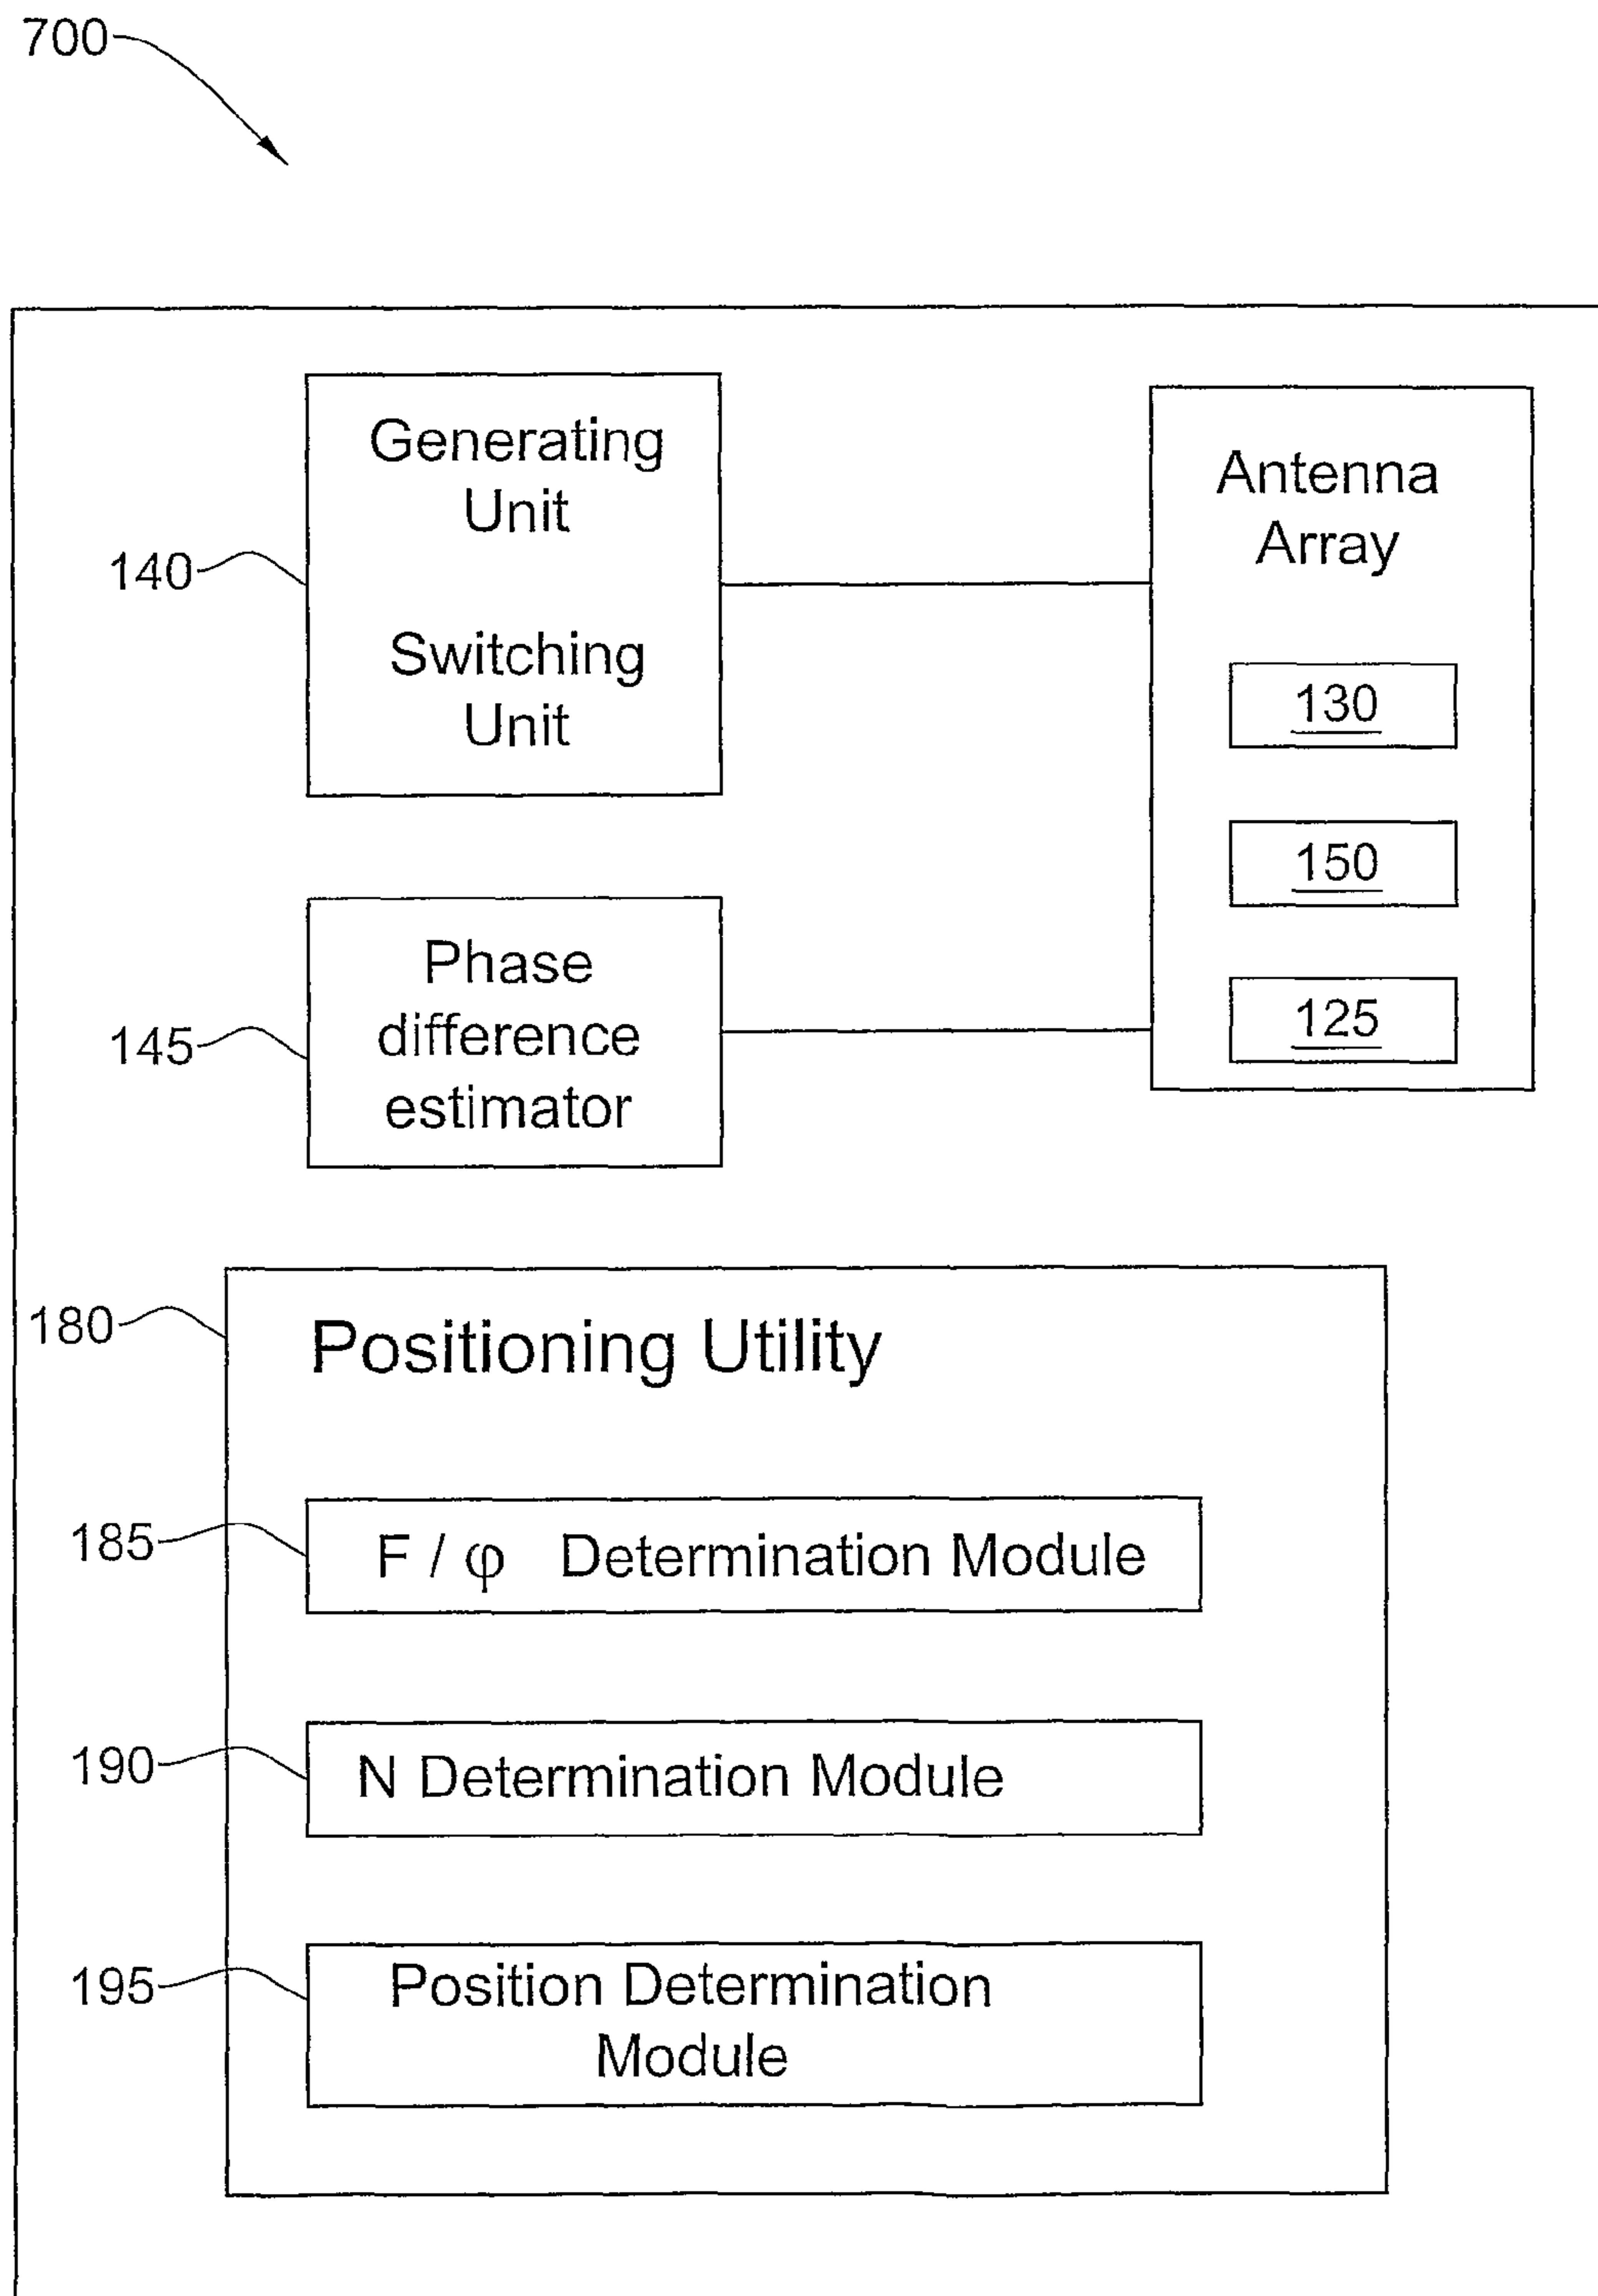 700
Generating
Unit
140
Switching
Unit
Antenna
Array
130
150
125
Phase
difference
estimator
145
180
Positioning Utility
185
F / φ Determination Module
190
N Determination Module
195
Position Determination
Module